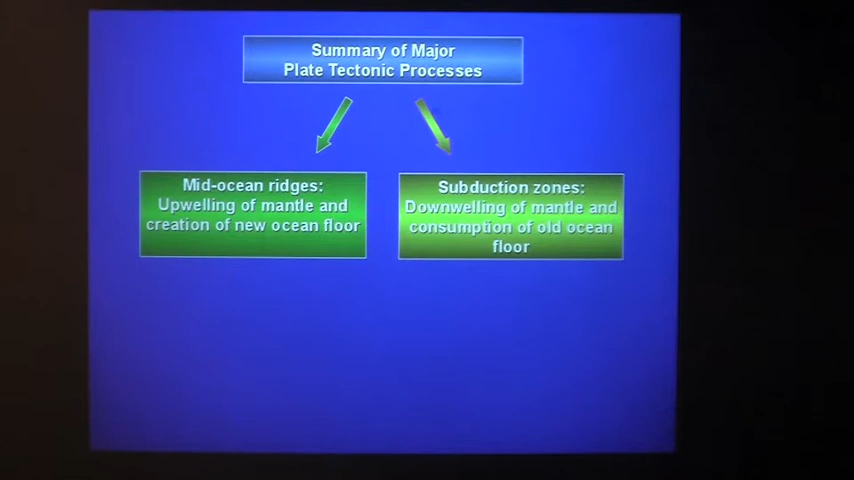 Summary of Major
Plate Tectonic Processes
Mid-ocean ridges:
Upwelling of mantle and
creation of new ocean floor
Subduction zones:
Downwelling of mantle and
consumption of old ocean
floor